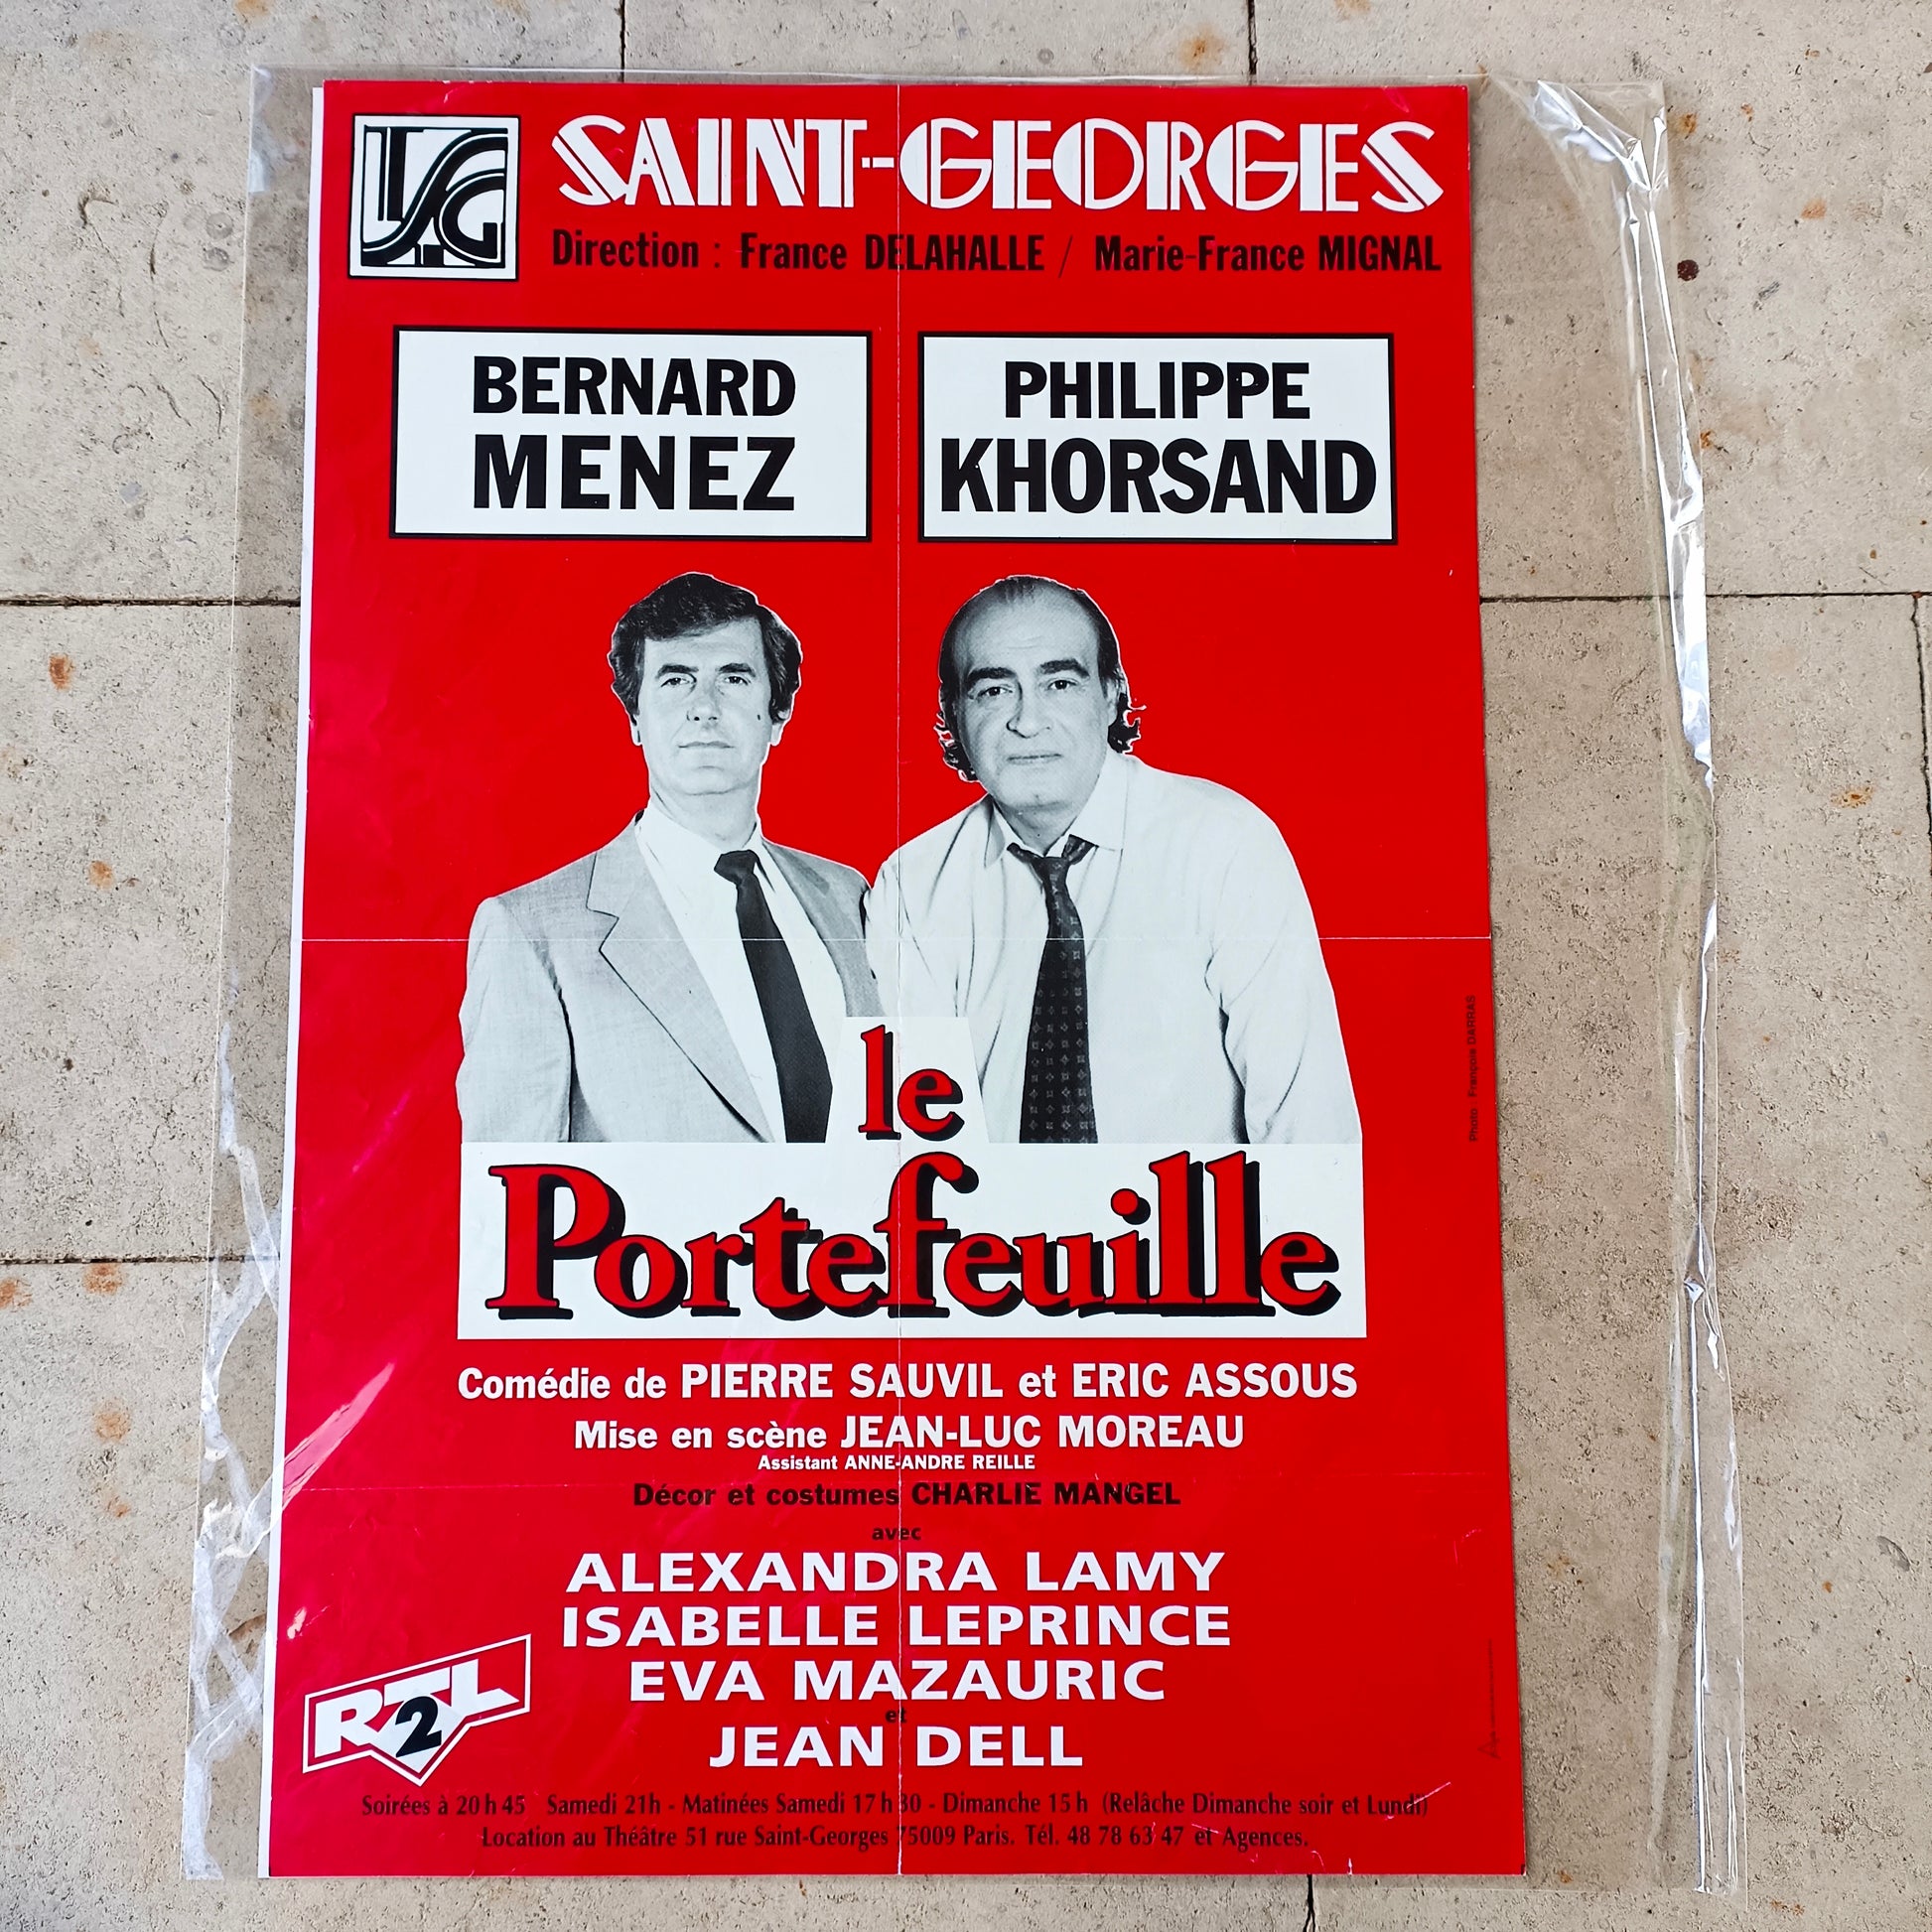 TSG
SAINT-GEORGES
Direction : France DELAHALLE / Marie-France MIGNAL
BERNARD
MENEZ
PHILIPPE
KHORSAND
Photo : François DARRAS
le
Portefeuille
Comédie de PIERRE SAUVIL et ERIC ASSOUS
Mise en scène JEAN-LUC MOREAU
Assistant ANNE-ANDRE REILLE
Décor et costumes CHARLIE MANGEL
avec
ALEXANDRA LAMY
ISABELLE LEPRINCE
EVA MAZAURIC
et
JEAN DELL
RTL2
Soirées à 20 h 45 Samedi 21h - Matinées Samedi 17 h 30 - Dimanche 15 h (Relâche Dimanche soir et Lundi)
Location au Théâtre 51 rue Saint-Georges 75009 Paris. Tél. 48 78 63 47 et Agences.